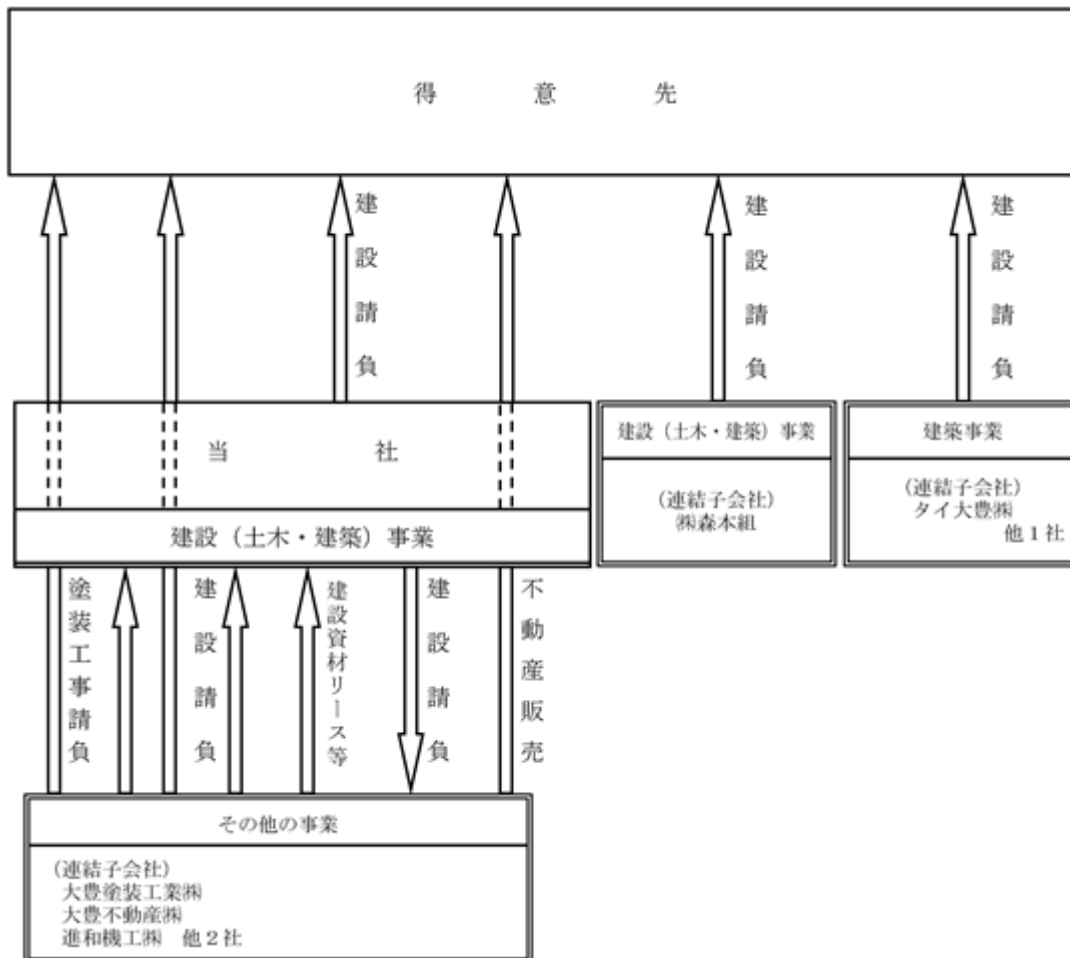 得意先
建設請負
建設請負
建設請負
当社
建設（土木・建築）事業
建設（土木・建築）事業
（連結子会社）
㈱森本組
建築事業
（連結子会社）
タイ大豊㈱
他１社
塗装工事請負
建設請負
建設資材リース等
建設請負
不動産販売
その他の事業
（連結子会社）
大豊塗装工業㈱
大豊不動産㈱
進和機工㈱　他２社